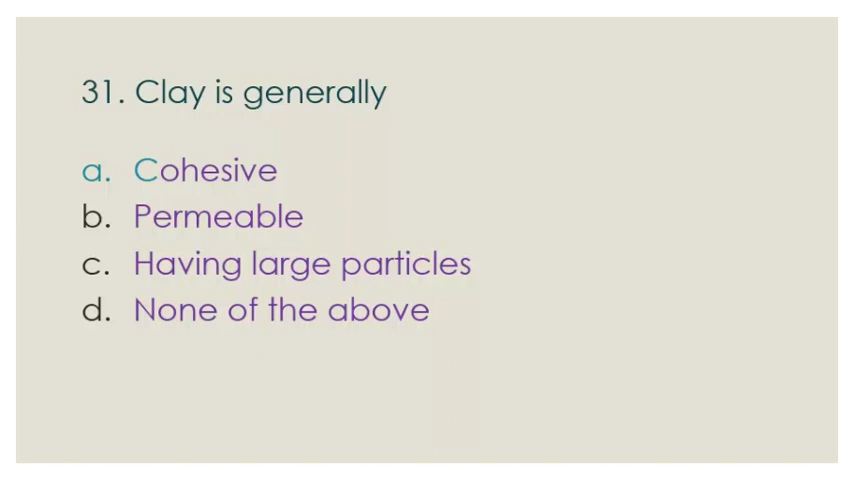 31. Clay is generally
a. Cohesive
b. Permeable
c. Having large particles
d. None of the above